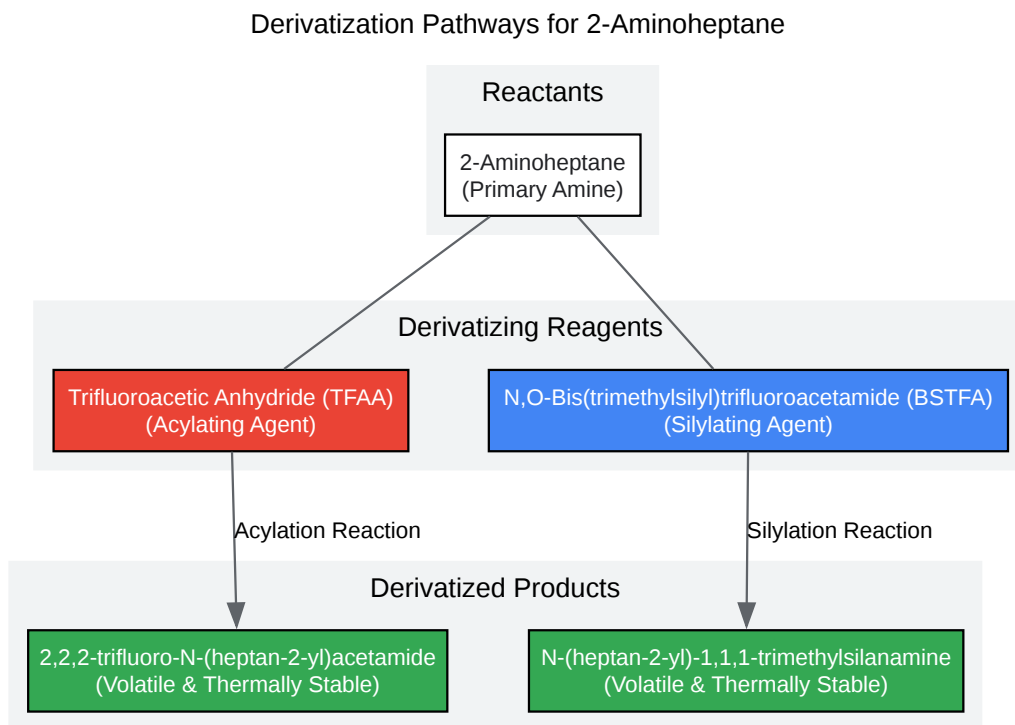 Derivatization Pathways for 2-Aminoheptane
Reactants
2-Aminoheptane
(Primary Amine)
Derivatizing Reagents
Trifluoroacetic Anhydride (TFAA)
(Acylating Agent)
N,O-Bis(trimethylsilyl)trifluoroacetamide (BSTFA)
(Silylating Agent)
Acylation Reaction
Silylation Reaction
Derivatized Products
2,2,2-trifluoro-N-(heptan-2-yl)acetamide
(Volatile & Thermally Stable)
N-(heptan-2-yl)-1,1,1-trimethylsilanamine
(Volatile & Thermally Stable)